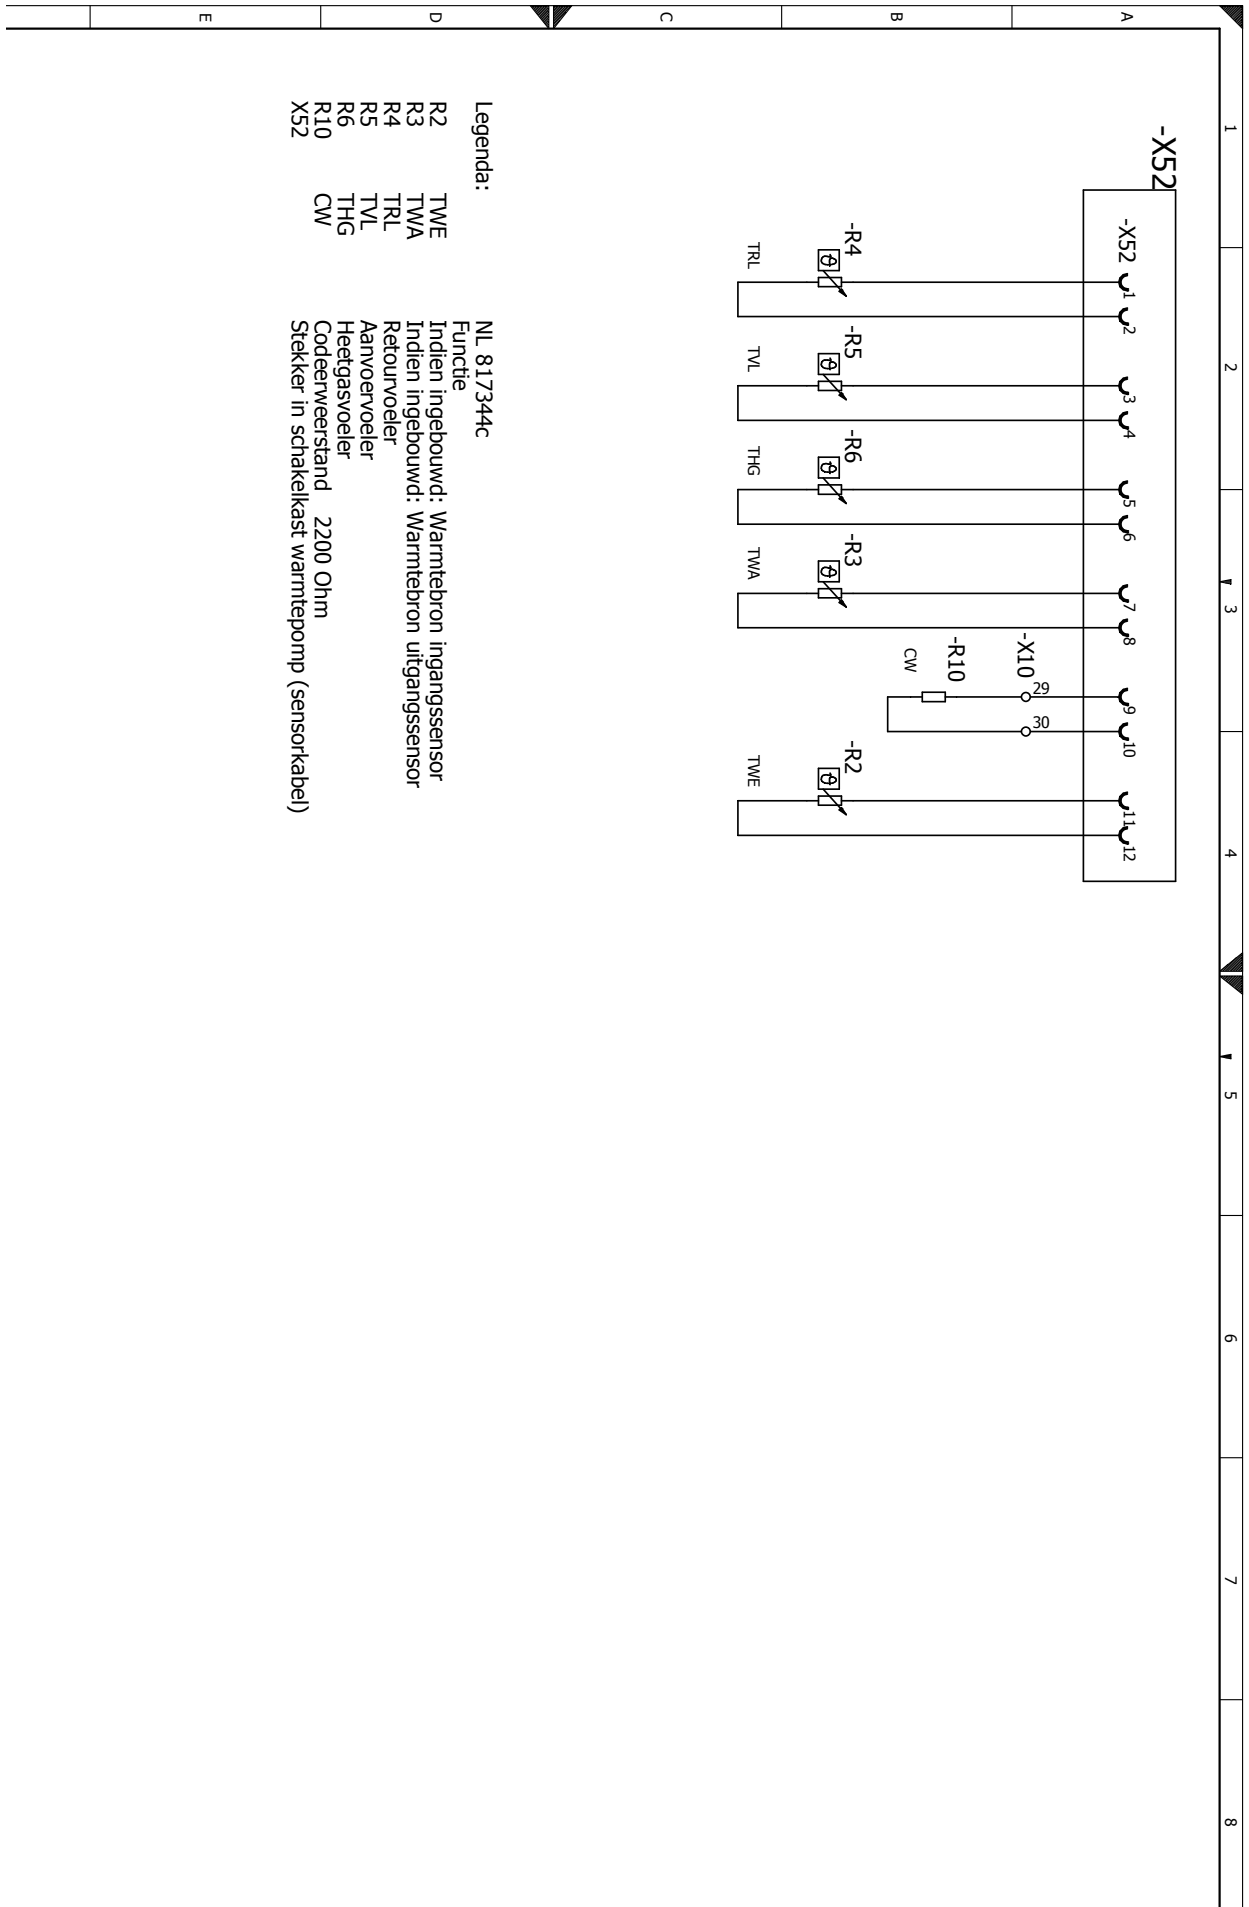 1 2 3 4 5 6 7 8
A
B
C
D
E
-X52
-X52 1 2 3 4 5 6 7 8 9 10 11 12
-X10 29 30
-R4 -R5 -R6 -R3 -R10 -R2
TRL TVL THG TWA CW TWE
Legenda:
NL 817344c
Functie
R2 TWE Indien ingebouwd: Warmtebron ingangssensor
R3 TWA Indien ingebouwd: Warmtebron uitgangssensor
R4 TRL Retourvoeler
R5 TVL Aanvoervoeler
R6 THG Heetgasvoeler
R10 CW Codeerweerstand 2200 Ohm
X52 Stekker in schakelkast warmtepomp (sensorkabel)